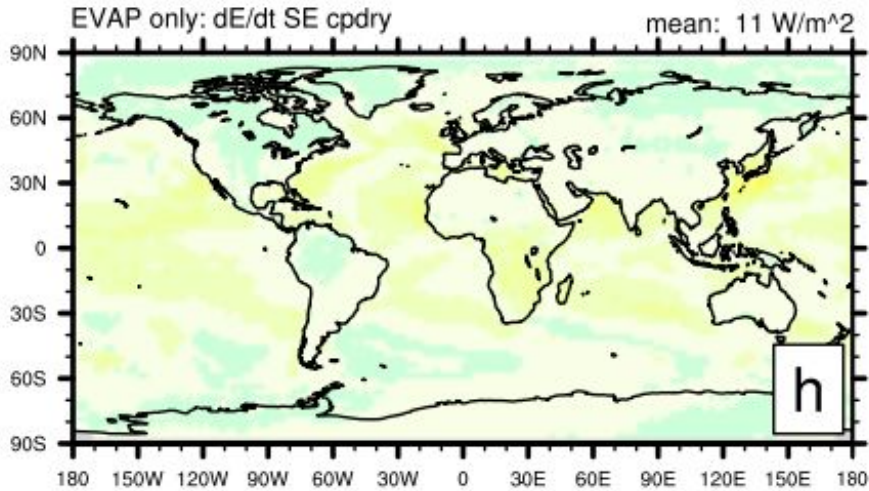 EVAP only: dE/dt SE cpdry mean: 11 W/m^2
90N
60N
30N
0
30S
60S
90S
h
180 150W 120W 90W 60W 30W 0 30E 60E 90E 120E 150E 180